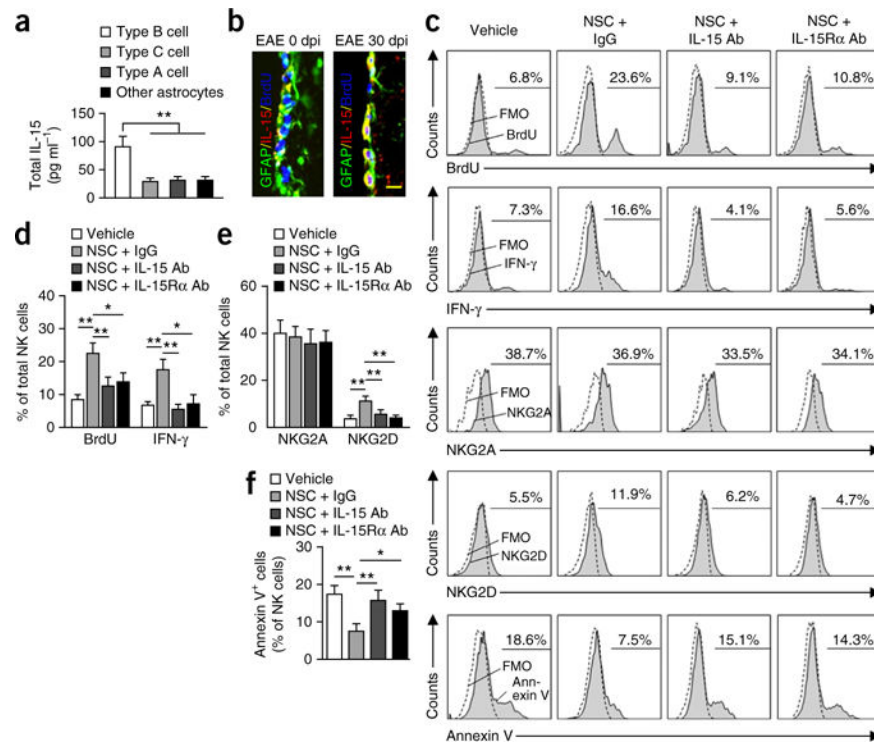 a
Type B cell
Type C cell
Type A cell
Other astrocytes
Total IL-15
(pg ml⁻¹)
150
100
50
0
**
b
EAE 0 dpi
EAE 30 dpi
GFAP/IL-15/BrdU
GFAP/IL-15/BrdU
c
Vehicle
NSC +
IgG
NSC +
IL-15 Ab
NSC +
IL-15Rα Ab
Counts
6.8%
FMO
BrdU
23.6%
9.1%
10.8%
BrdU
Counts
7.3%
FMO
IFN-γ
16.6%
4.1%
5.6%
IFN-γ
Counts
38.7%
FMO
NKG2A
36.9%
33.5%
34.1%
NKG2A
Counts
5.5%
FMO
NKG2D
11.9%
6.2%
4.7%
NKG2D
Counts
18.6%
FMO
Ann-
exin V
7.5%
15.1%
14.3%
Annexin V
d
Vehicle
NSC + IgG
NSC + IL-15 Ab
NSC + IL-15Rα Ab
% of total NK cells
40
30
20
10
0
*
**
**
*
**
**
BrdU
IFN-γ
e
Vehicle
NSC + IgG
NSC + IL-15 Ab
NSC + IL-15Rα Ab
% of total NK cells
60
40
20
0
**
**
**
NKG2A
NKG2D
f
Vehicle
NSC + IgG
NSC + IL-15 Ab
NSC + IL-15Rα Ab
Annexin V⁺ cells
(% of NK cells)
30
20
10
0
*
**
**